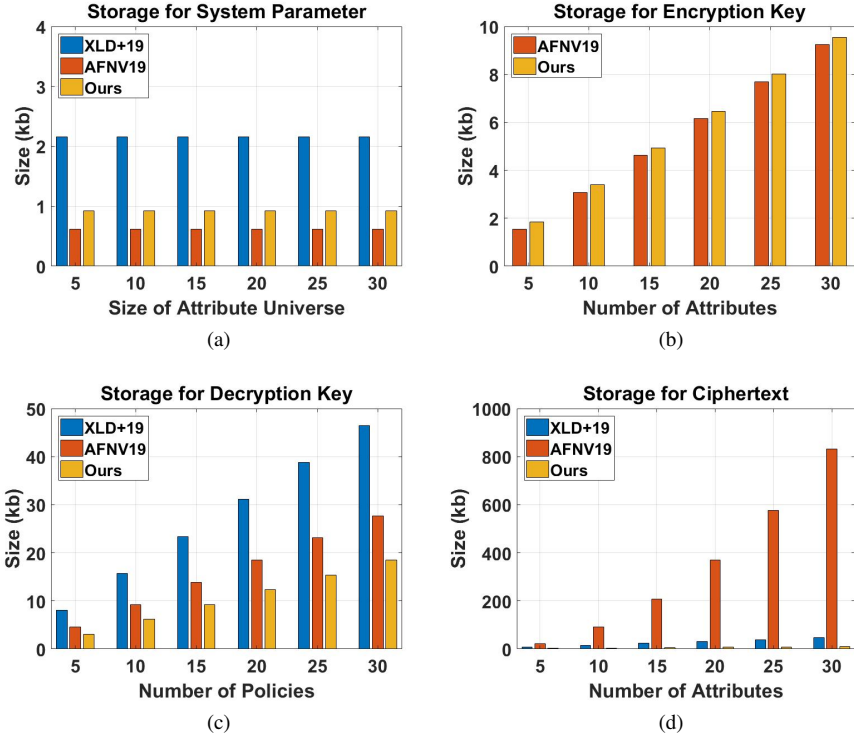 Storage for System Parameter
4
3
2
1
0
Size (kb)
XLD+19
AFNV19
Ours
5 10 15 20 25 30
Size of Attribute Universe
(a)
Storage for Encryption Key
10
8
6
4
2
0
Size (kb)
AFNV19
Ours
5 10 15 20 25 30
Number of Attributes
(b)
Storage for Decryption Key
50
40
30
20
10
0
Size (kb)
XLD+19
AFNV19
Ours
5 10 15 20 25 30
Number of Policies
(c)
Storage for Ciphertext
1000
800
600
400
200
0
Size (kb)
XLD+19
AFNV19
Ours
5 10 15 20 25 30
Number of Attributes
(d)